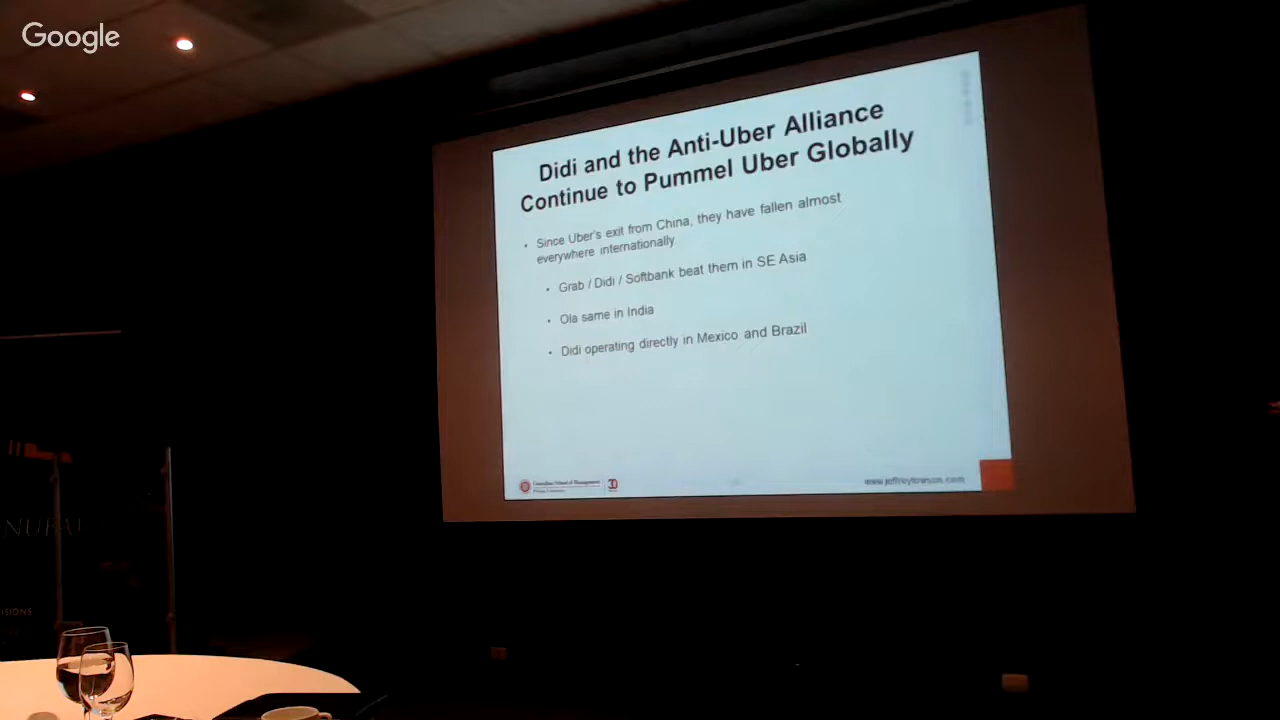 Google
Didi and the Anti-Uber Alliance
Continue to Pummel Uber Globally
• Since Uber's exit from China, they have fallen almost
everywhere internationally
• Grab / Didi / Softbank beat them in SE Asia
• Ola same in India
• Didi operating directly in Mexico and Brazil
www.jeffreytowson.com